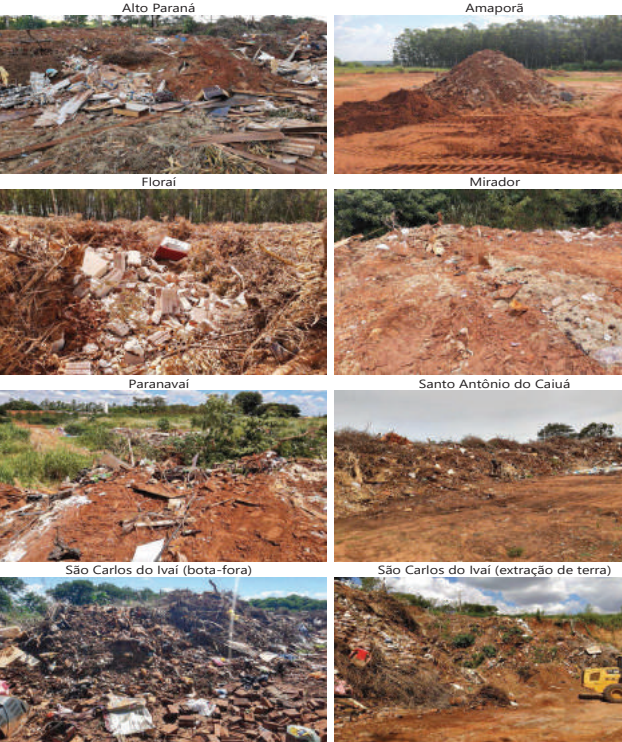 Alto Paraná
Amaporã
Floraí
Mirador
Paranavaí
Santo Antônio do Caiuá
São Carlos do Ivaí (bota-fora)
São Carlos do Ivaí (extração de terra)